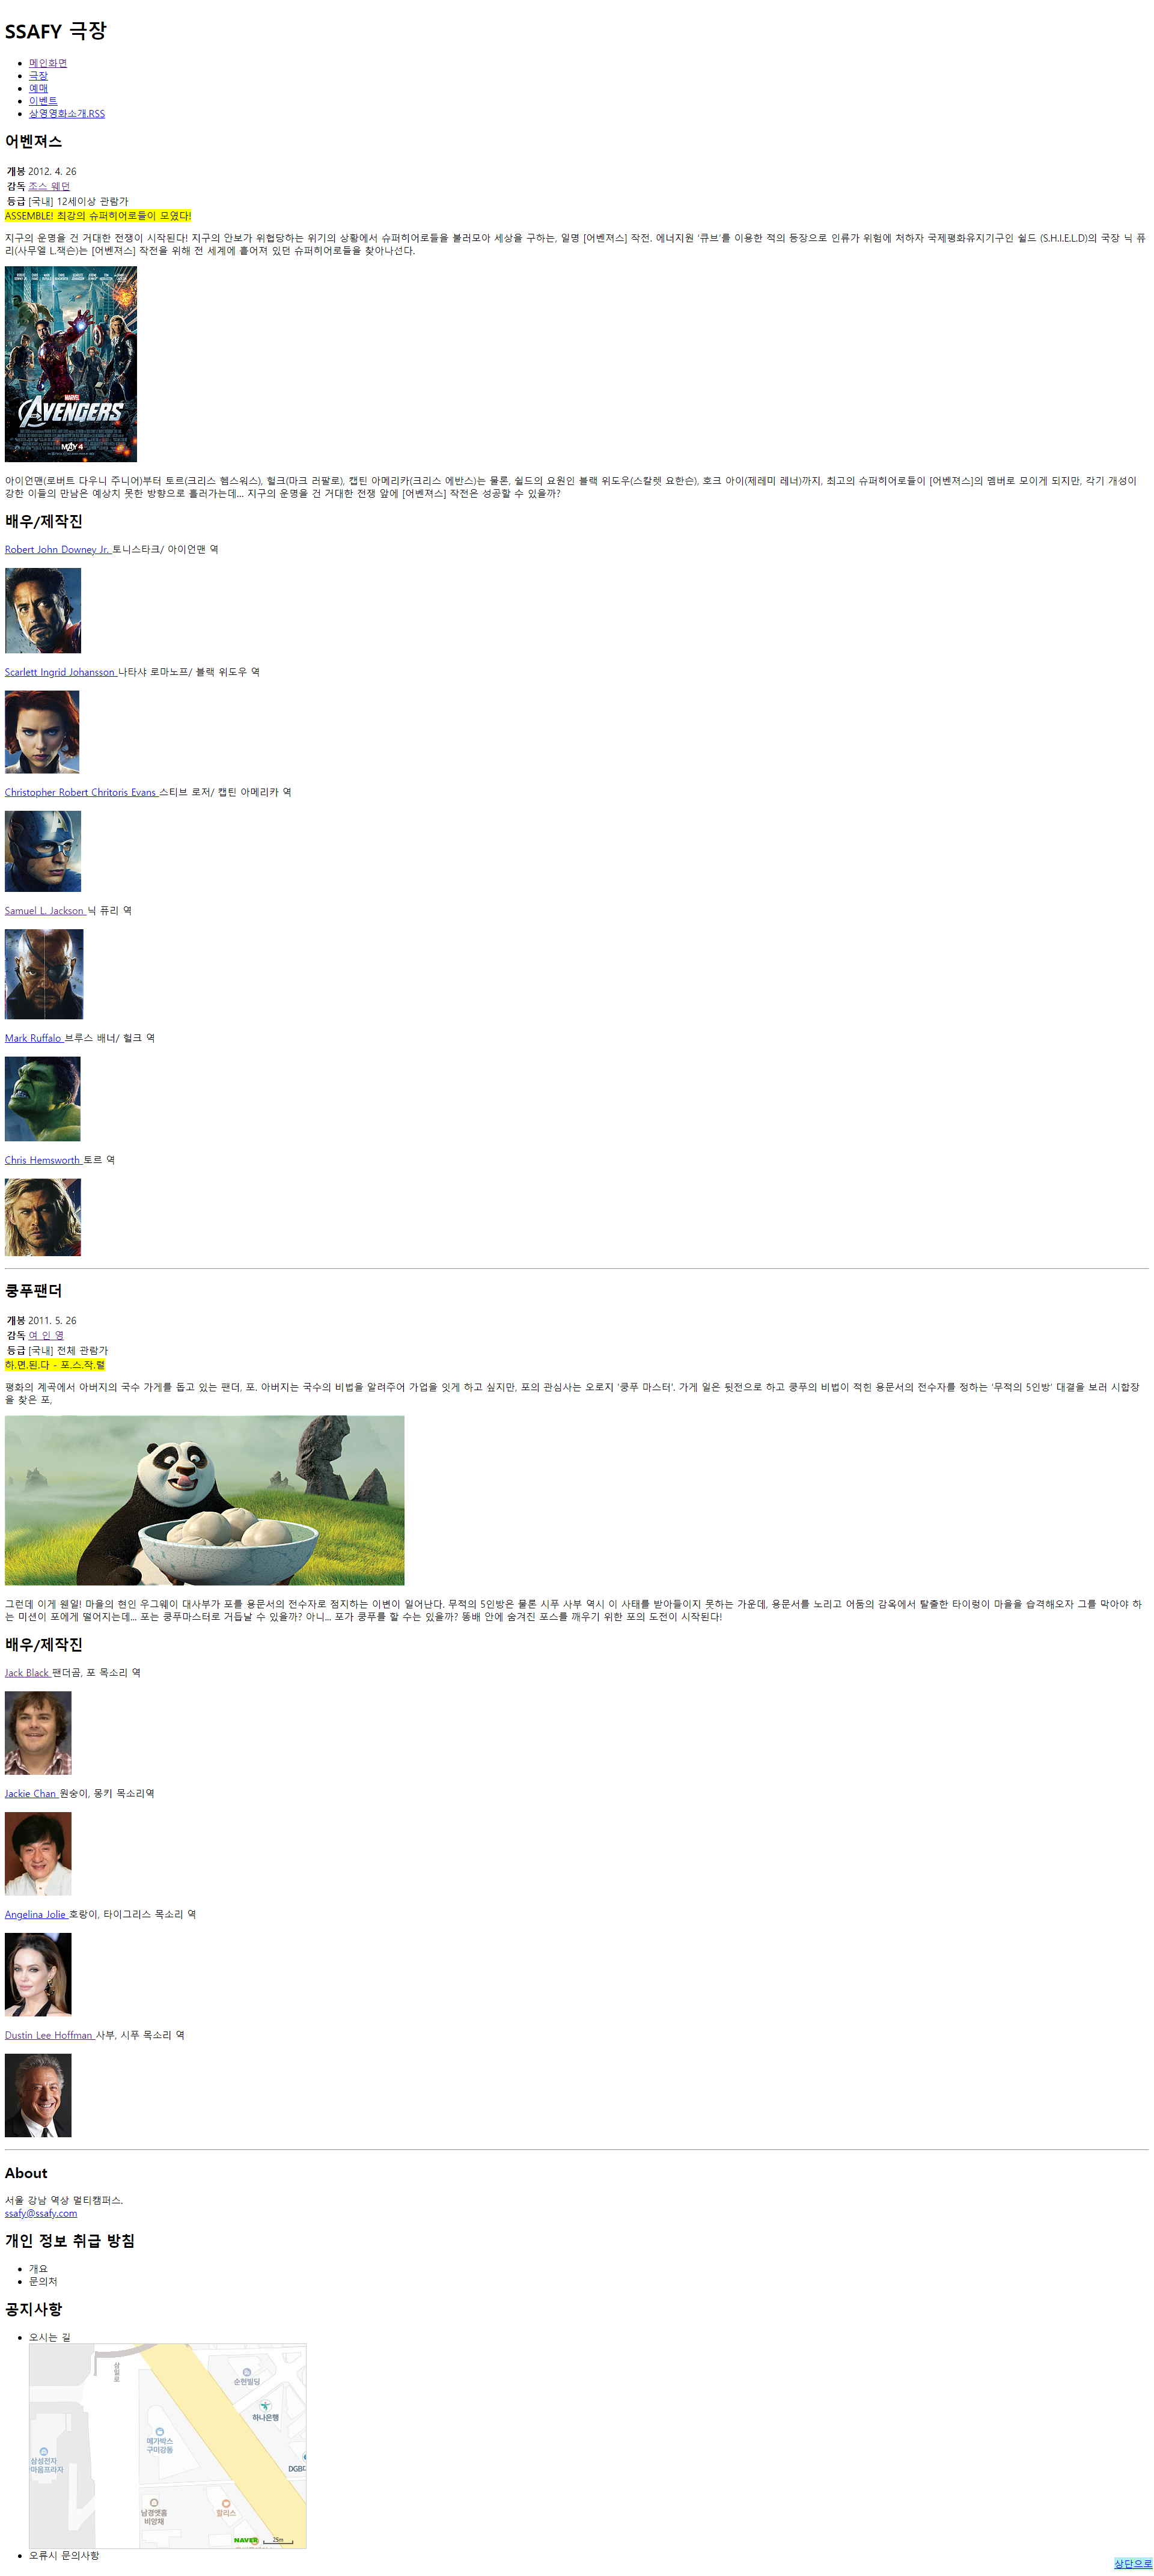 SSAFY 극장
메인화면
극장
예매
이벤트
상영영화소개.RSS
어벤져스
개봉 2012. 4. 26
감독 조스 웨던
등급 [국내] 12세이상 관람가
ASSEMBLE! 최강의 슈퍼히어로들이 모였다!
지구의 운명을 건 거대한 전쟁이 시작된다! 지구의 안보가 위협당하는 위기의 상황에서 슈퍼히어로들을 불러모아 세상을 구하는, 일명 [어벤져스] 작전. 에너지원 '큐브'를 이용한 적의 등장으로 인류가 위험에 처하자 국제평화유지기구인 쉴드 (S.H.I.E.L.D)의 국장 닉 퓨
리(사무엘 L.잭슨)는 [어벤져스] 작전을 위해 전 세계에 흩어져 있던 슈퍼히어로들을 찾아나선다.
MARVEL
AVENGERS
MAY 4
아이언맨(로버트 다우니 주니어)부터 토르(크리스 헴스워스), 헐크(마크 러팔로), 캡틴 아메리카(크리스 에반스)는 물론, 쉴드의 요원인 블랙 위도우(스칼렛 요한슨), 호크 아이(제레미 레너)까지, 최고의 슈퍼히어로들이 [어벤져스]의 멤버로 모이게 되지만, 각기 개성이
강한 이들의 만남은 예상치 못한 방향으로 흘러가는데... 지구의 운명을 건 거대한 전쟁 앞에 [어벤져스] 작전은 성공할 수 있을까?
배우/제작진
Robert John Downey Jr. 토니스타크/ 아이언맨 역
Scarlett Ingrid Johansson 나타샤 로마노프/ 블랙 위도우 역
Christopher Robert Chritoris Evans 스티브 로저/ 캡틴 아메리카 역
Samuel L. Jackson 닉 퓨리 역
Mark Ruffalo 브루스 배너/ 헐크 역
Chris Hemsworth 토르 역
쿵푸팬더
개봉 2011. 5. 26
감독 여 인 영
등급 [국내] 전체 관람가
하.면.된.다 - 포.스.작.렬
평화의 계곡에서 아버지의 국수 가게를 돕고 있는 팬더, 포. 아버지는 국수의 비법을 알려주어 가업을 잇게 하고 싶지만, 포의 관심사는 오로지 '쿵푸 마스터'. 가게 일은 뒷전으로 하고 쿵푸의 비법이 적힌 용문서의 전수자를 정하는 '무적의 5인방' 대결을 보러 시합장
을 찾은 포,
그런데 이게 웬일! 마을의 현인 우그웨이 대사부가 포를 용문서의 전수자로 점지하는 이변이 일어난다. 무적의 5인방은 물론 시푸 사부 역시 이 사태를 받아들이지 못하는 가운데, 용문서를 노리고 어둠의 감옥에서 탈출한 타이렁이 마을을 습격해오자 그를 막아야 하
는 미션이 포에게 떨어지는데... 포는 쿵푸마스터로 거듭날 수 있을까? 아니... 포가 쿵푸를 할 수는 있을까? 똥배 안에 숨겨진 포스를 깨우기 위한 포의 도전이 시작된다!
배우/제작진
Jack Black 팬더곰, 포 목소리 역
Jackie Chan 원숭이, 몽키 목소리역
Angelina Jolie 호랑이, 타이그리스 목소리 역
Dustin Lee Hoffman 사부, 시푸 목소리 역
About
서울 강남 역상 멀티캠퍼스.
ssafy@ssafy.com
개인 정보 취급 방침
개요
문의처
공지사항
오시는 길
순현빌딩
하나은행
메가박스
구미강동
삼성전자
DGB
남경앳홈
비앙채
할리스
NAVER
25m
오류시 문의사항
상단으로